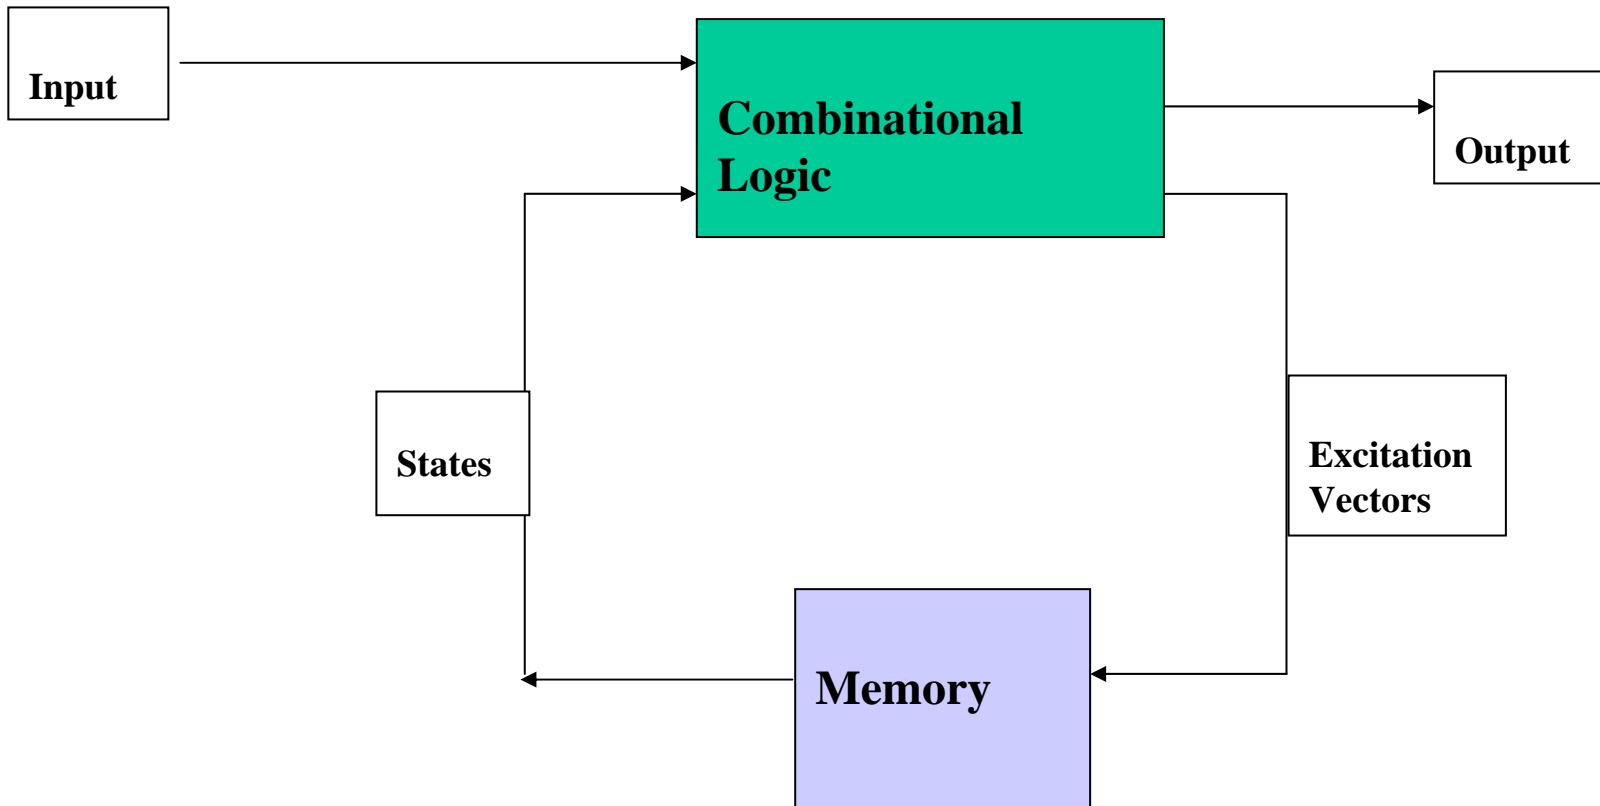 Input
Combinational
Logic
Output
States
Excitation
Vectors
Memory